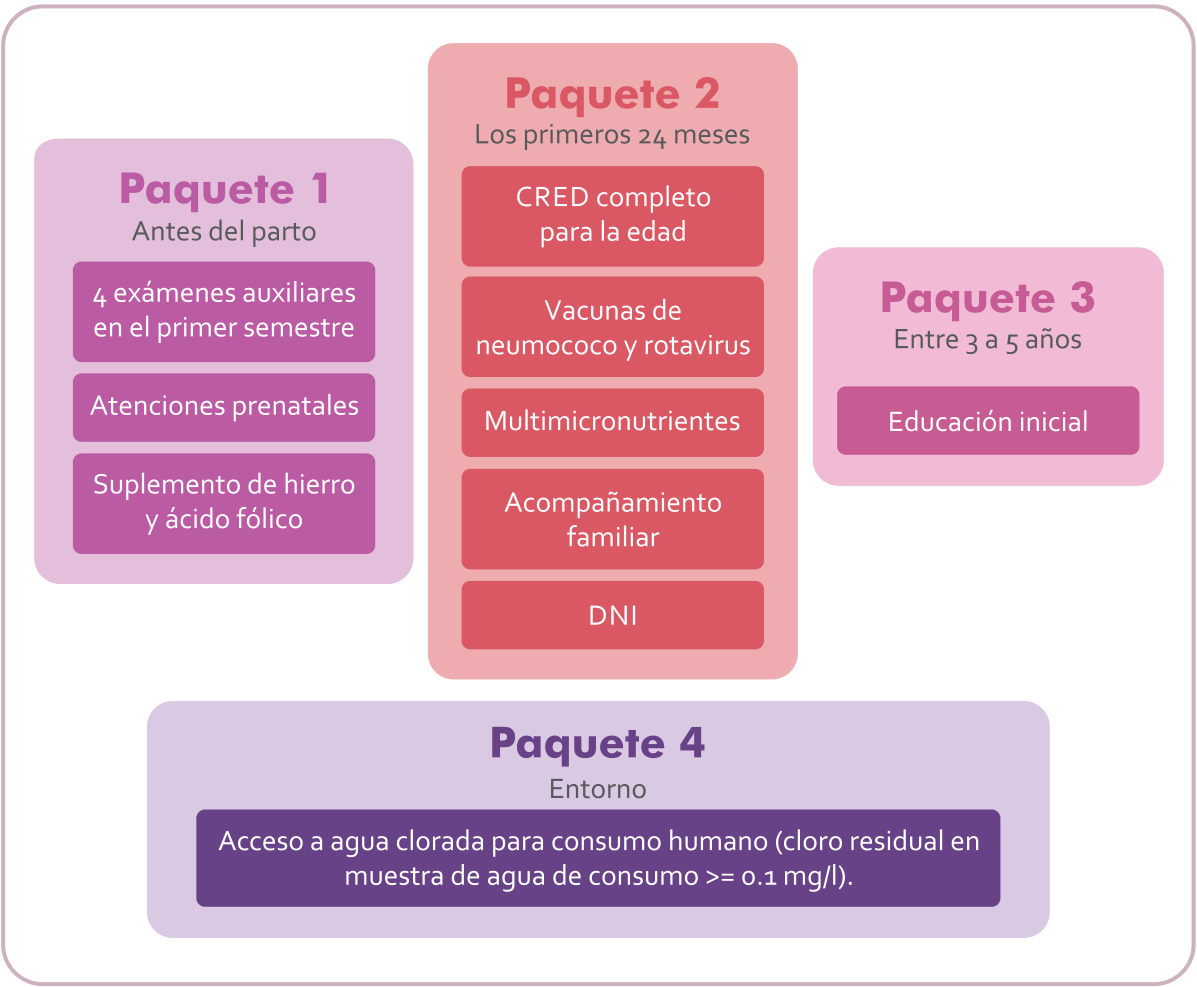 Paquete 1
Antes del parto
4 exámenes auxiliares
en el primer semestre
Atenciones prenatales
Suplemento de hierro
y ácido fólico
Paquete 2
Los primeros 24 meses
CRED completo
para la edad
Vacunas de
neumococo y rotavirus
Multimicronutrientes
Acompañamiento
familiar
DNI
Paquete 3
Entre 3 a 5 años
Educación inicial
Paquete 4
Entorno
Acceso a agua clorada para consumo humano (cloro residual en
muestra de agua de consumo >= 0.1 mg/l).